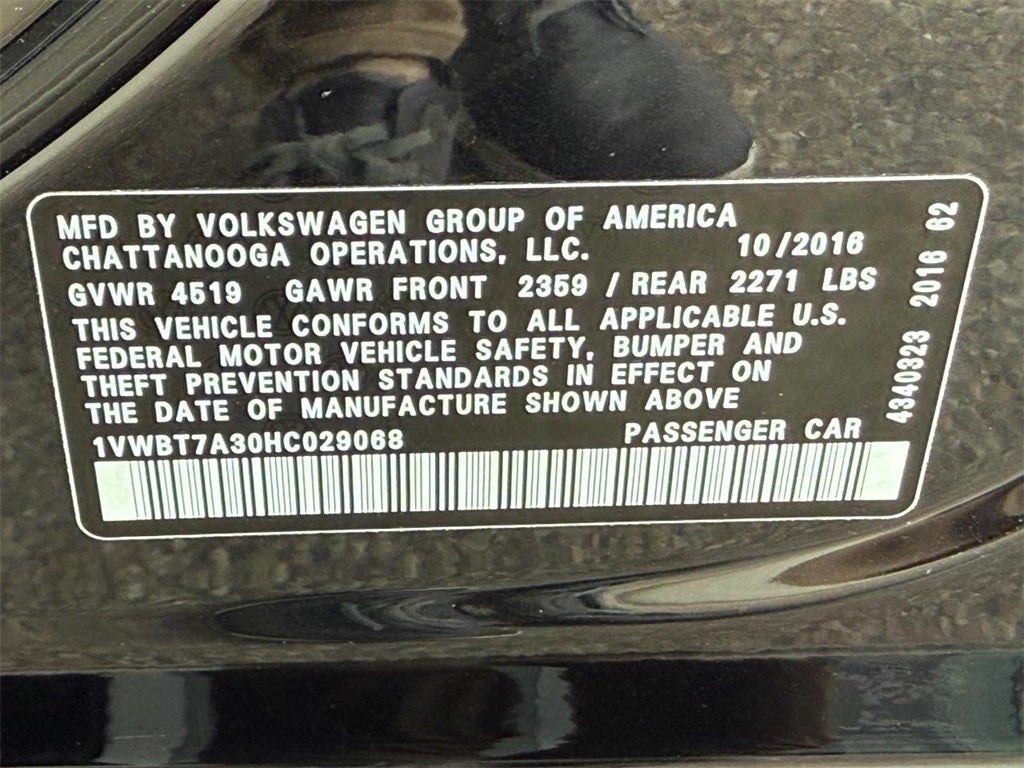 MFD BY VOLKSWAGEN GROUP OF AMERICA
CHATTANOOGA OPERATIONS, LLC. 10/2016
GVWR 4519 GAWR FRONT 2359 / REAR 2271 LBS
THIS VEHICLE CONFORMS TO ALL APPLICABLE U.S.
FEDERAL MOTOR VEHICLE SAFETY, BUMPER AND
THEFT PREVENTION STANDARDS IN EFFECT ON
THE DATE OF MANUFACTURE SHOWN ABOVE
1VWBT7A30HC029068 PASSENGER CAR
4340323 2016 62